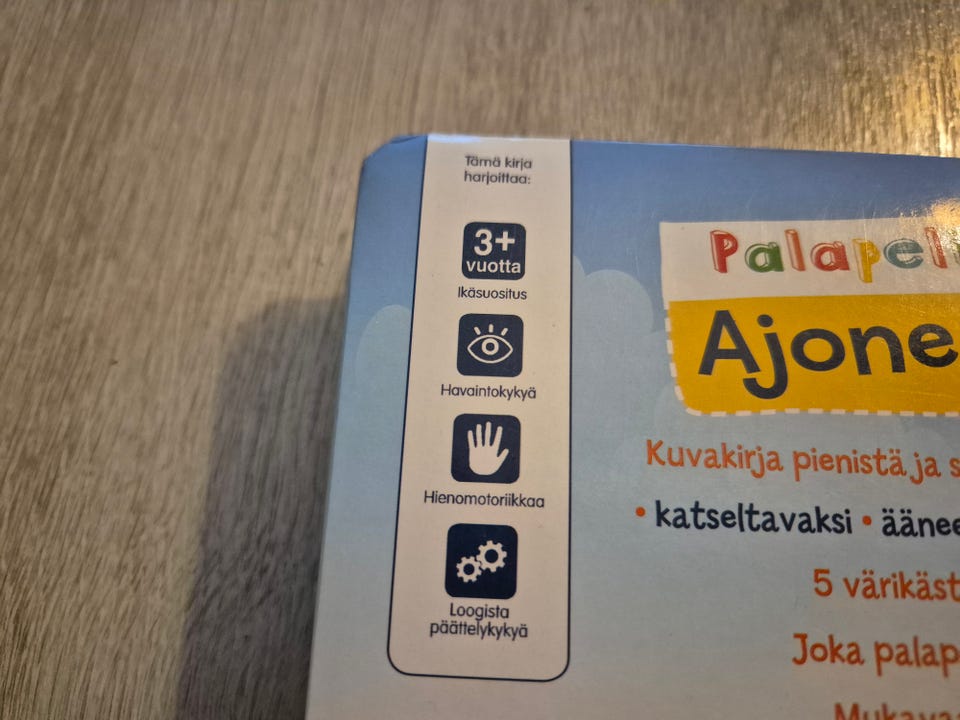 Tämä kirja
harjoittaa:
3+
vuotta
Ikäsuositus
Havaintokykyä
Hienomotoriikkaa
Loogista
päättelykykyä
Palapel
Ajone
Kuvakirja pienistä ja s
• katseltavaksi • äänee
5 värikäst
Joka palap
Mukava